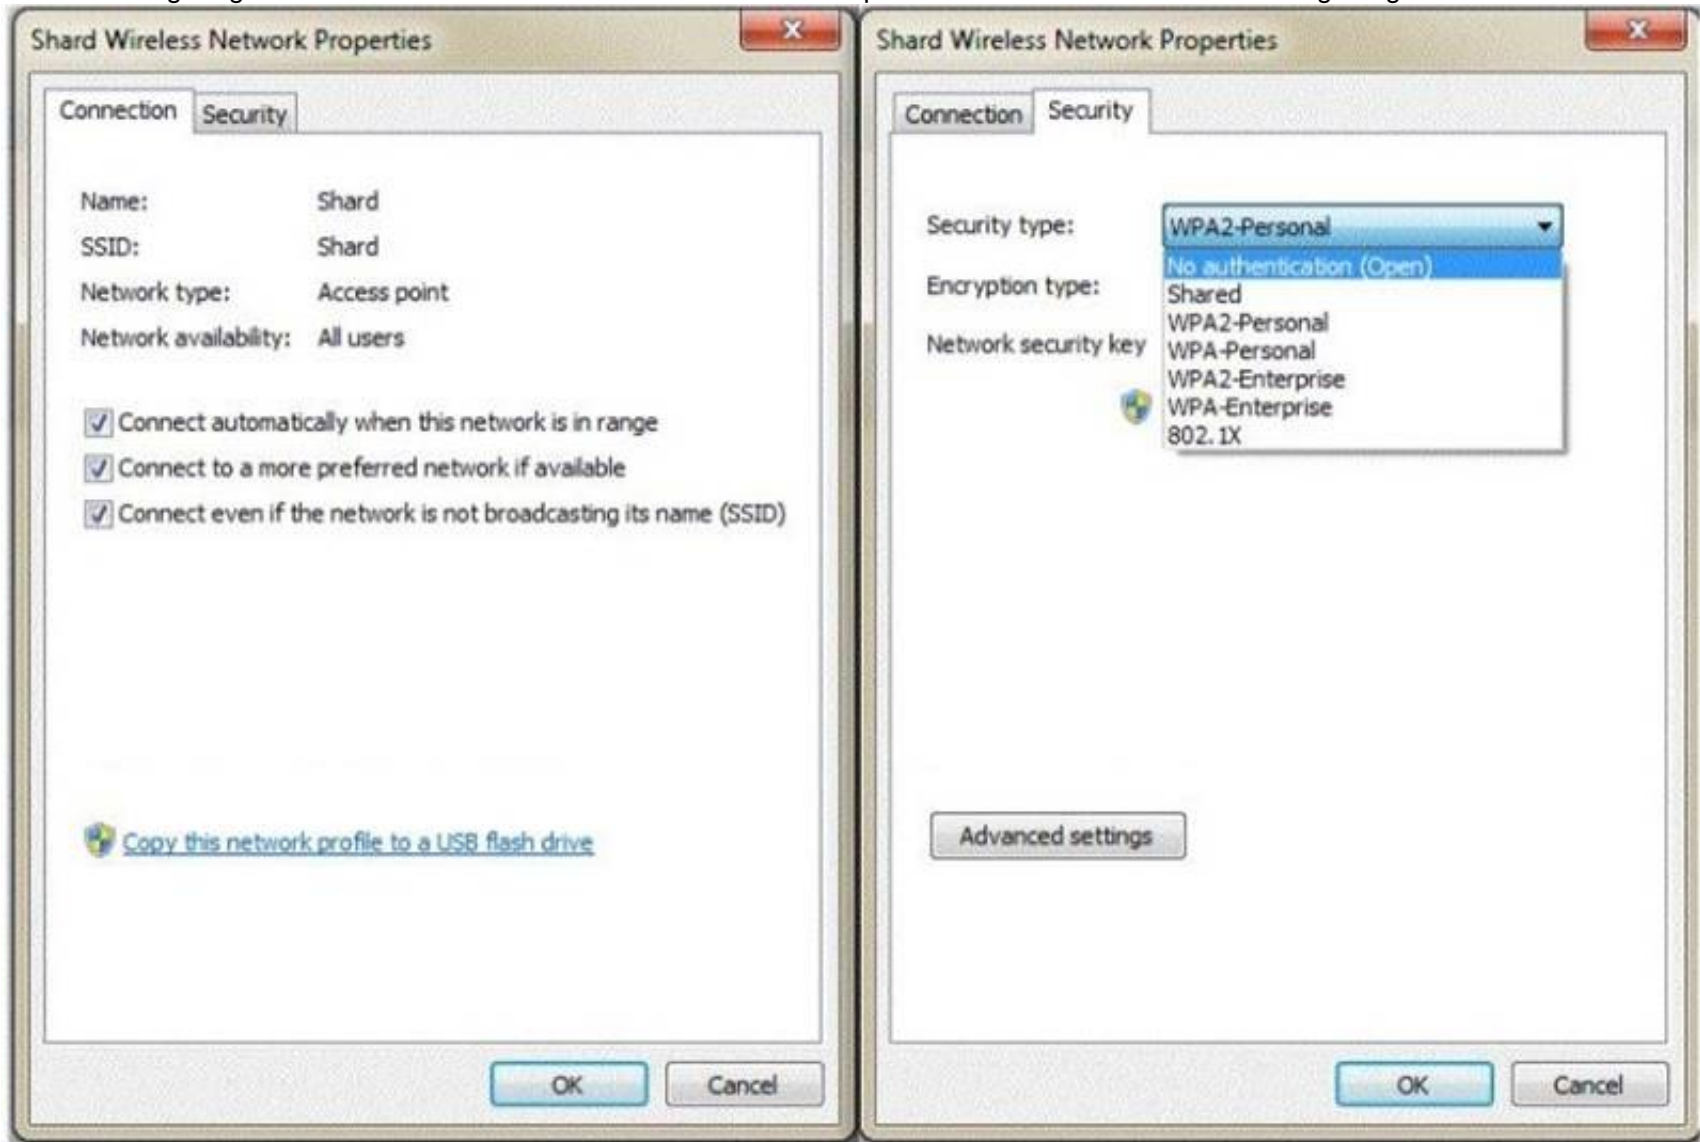 Shard Wireless Network Properties
Connection
Security
Name:
Shard
SSID:
Shard
Network type:
Access point
Network availability:
All users
Connect automatically when this network is in range
Connect to a more preferred network if available
Connect even if the network is not broadcasting its name (SSID)
Copy this network profile to a USB flash drive
OK
Cancel
Shard Wireless Network Properties
Connection
Security
Security type:
WPA2-Personal
No authentication (Open)
Shared
WPA2-Personal
WPA-Personal
WPA2-Enterprise
WPA-Enterprise
802.1X
Encryption type:
Network security key
Advanced settings
OK
Cancel